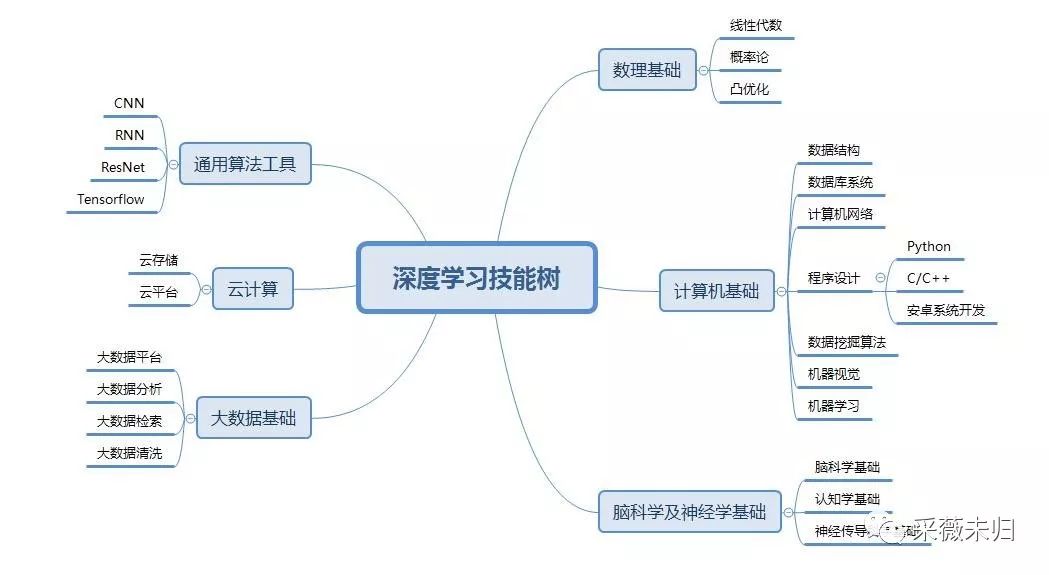 深度学习技能树
数理基础
线性代数
概率论
凸优化
计算机基础
数据结构
数据库系统
计算机网络
程序设计
Python
C/C++
安卓系统开发
数据挖掘算法
机器视觉
机器学习
脑科学及神经学基础
脑科学基础
认知学基础
神经传导
通用算法工具
CNN
RNN
ResNet
Tensorflow
云计算
云存储
云平台
大数据基础
大数据平台
大数据分析
大数据检索
大数据清洗
采薇未归